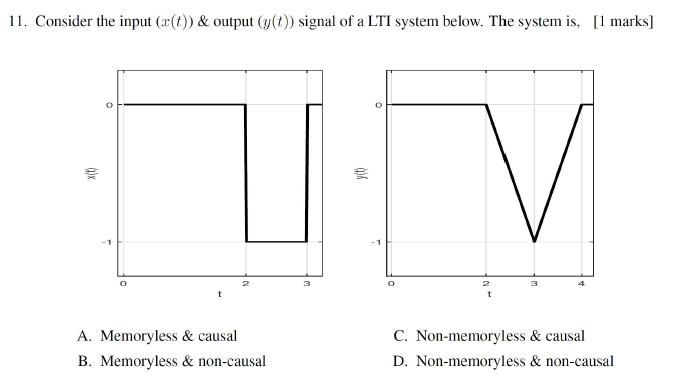 11. Consider the input (x(t)) & output (y(t)) signal of a LTI system below. The system is, [1 marks]
0
x(t)
-1
0 2 3
t
0
y(t)
-1
0 2 3 4
t
A. Memoryless & causal
B. Memoryless & non-causal
C. Non-memoryless & causal
D. Non-memoryless & non-causal